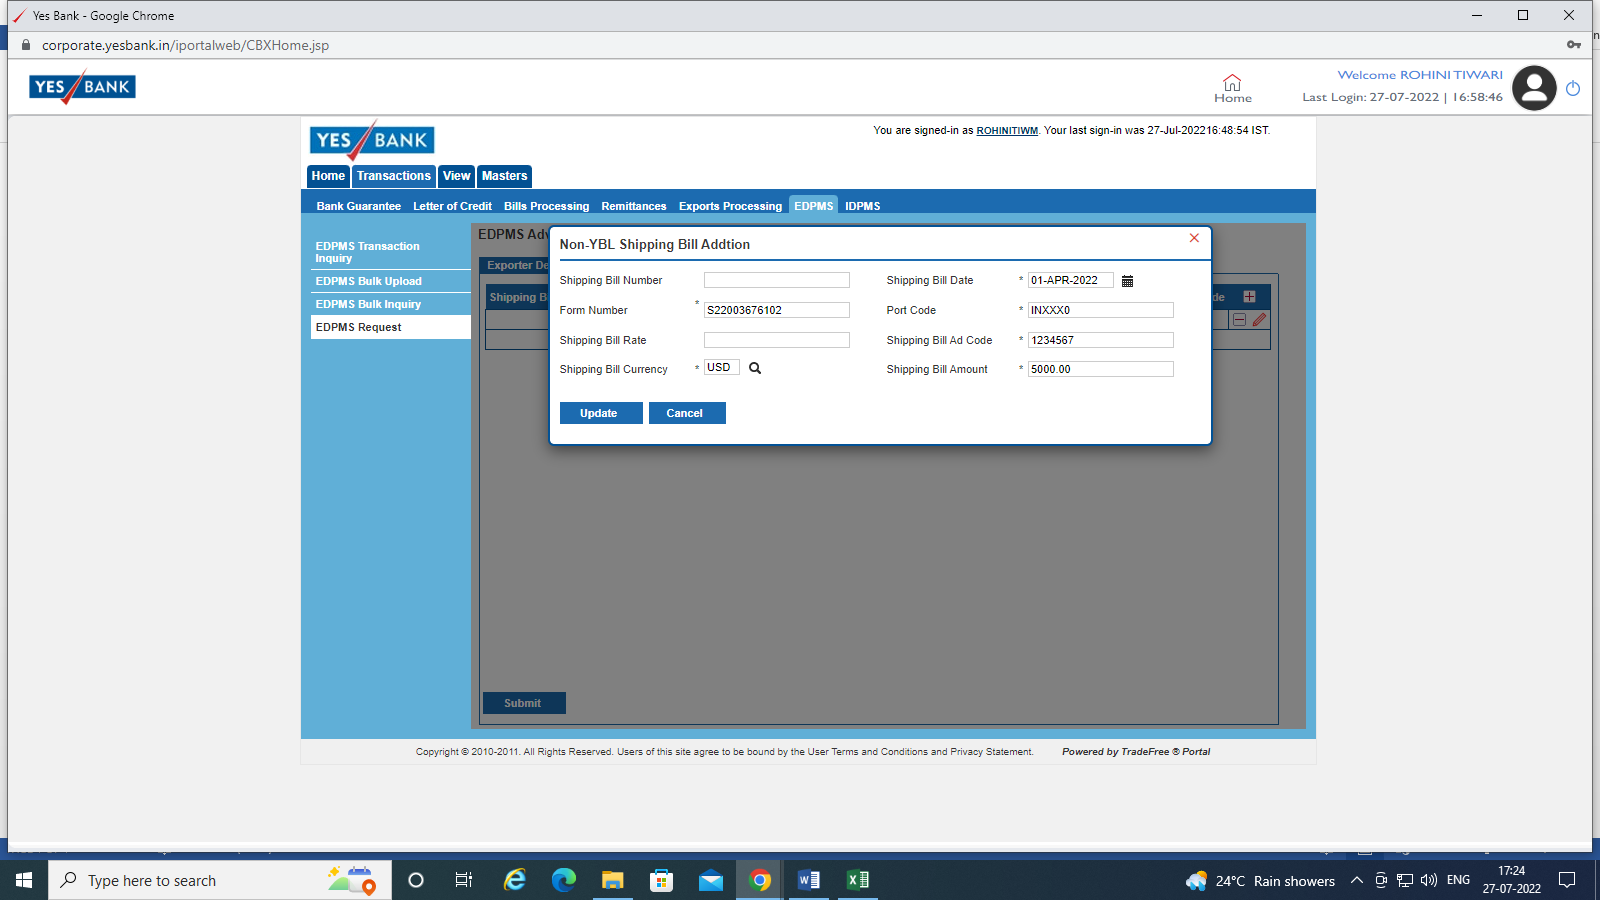 Yes Bank - Google Chrome
corporate.yesbank.in/iportalweb/CBXHome.jsp
YES BANK
Home
Welcome ROHINI TIWARI
Last Login: 27-07-2022 | 16:58:46
YES BANK
You are signed-in as ROHINITIWM. Your last sign-in was 27-Jul-202216:48:54 IST.
Home Transactions View Masters
Bank Guarantee Letter of Credit Bills Processing Remittances Exports Processing EDPMS IDPMS
EDPMS Transaction
Inquiry
EDPMS Bulk Upload
EDPMS Bulk Inquiry
EDPMS Request
EDPMS Adv
Exporter De
Shipping B
de
Non-YBL Shipping Bill Addtion
Shipping Bill Number
Shipping Bill Date * 01-APR-2022
Form Number * S22003676102
Port Code * INXXX0
Shipping Bill Rate
Shipping Bill Ad Code * 1234567
Shipping Bill Currency * USD
Shipping Bill Amount * 5000.00
Update Cancel
Submit
Copyright © 2010-2011. All Rights Reserved. Users of this site agree to be bound by the User Terms and Conditions and Privacy Statement. Powered by TradeFree ® Portal
Type here to search
24°C Rain showers
ENG
17:24
27-07-2022